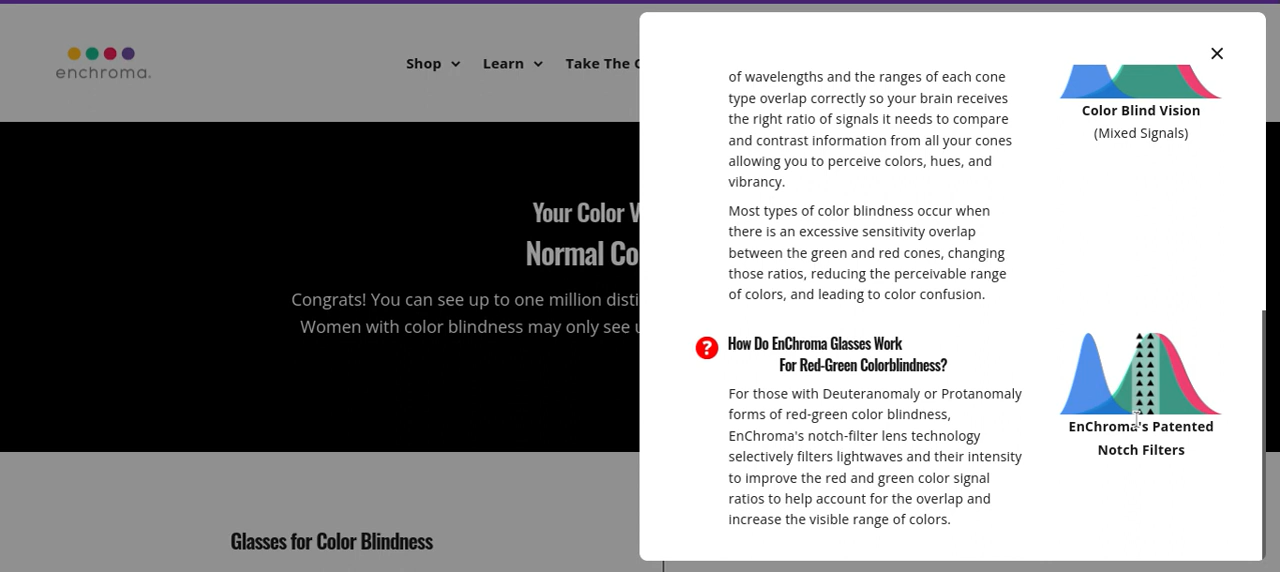 enchroma.
Shop
Learn
Take The C
Your Color V
Normal Co
Congrats! You can see up to one million disti
Women with color blindness may only see u
Glasses for Color Blindness
of wavelengths and the ranges of each cone
type overlap correctly so your brain receives
the right ratio of signals it needs to compare
and contrast information from all your cones
allowing you to perceive colors, hues, and
vibrancy.
Most types of color blindness occur when
there is an excessive sensitivity overlap
between the green and red cones, changing
those ratios, reducing the perceivable range
of colors, and leading to color confusion.
Color Blind Vision
(Mixed Signals)
?
How Do EnChroma Glasses Work
For Red-Green Colorblindness?
For those with Deuteranomaly or Protanomaly
forms of red-green color blindness,
EnChroma's notch-filter lens technology
selectively filters lightwaves and their intensity
to improve the red and green color signal
ratios to help account for the overlap and
increase the visible range of colors.
EnChroma's Patented
Notch Filters